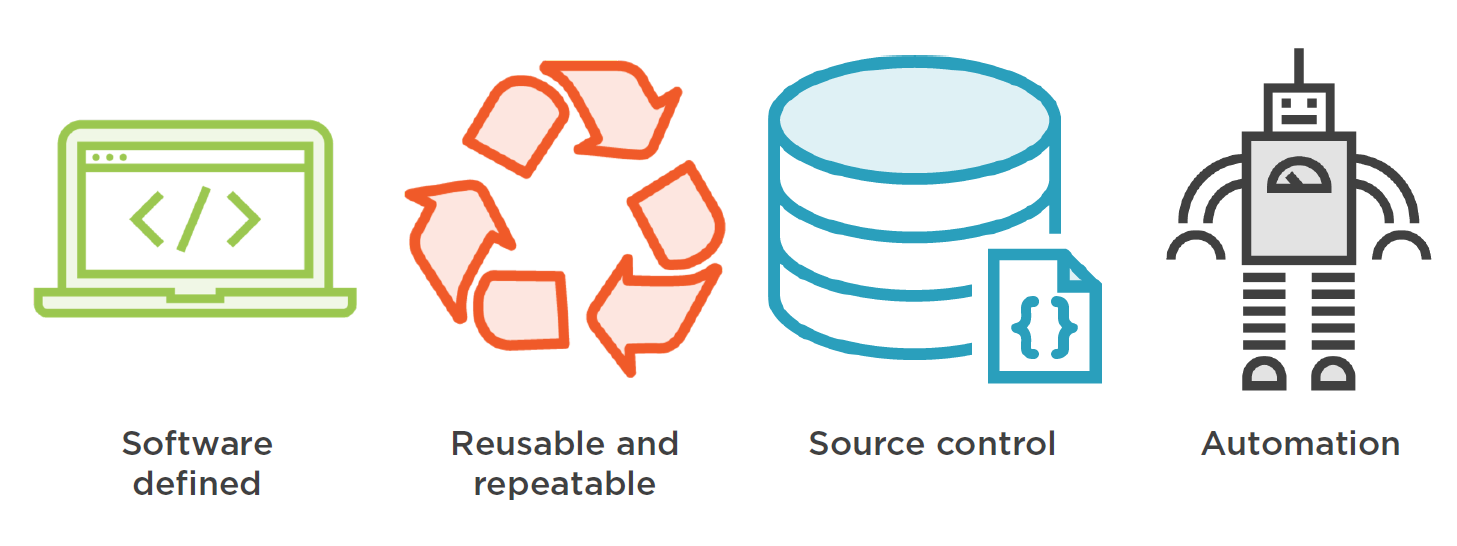 Software
defined
Reusable and
repeatable
Source control
Automation